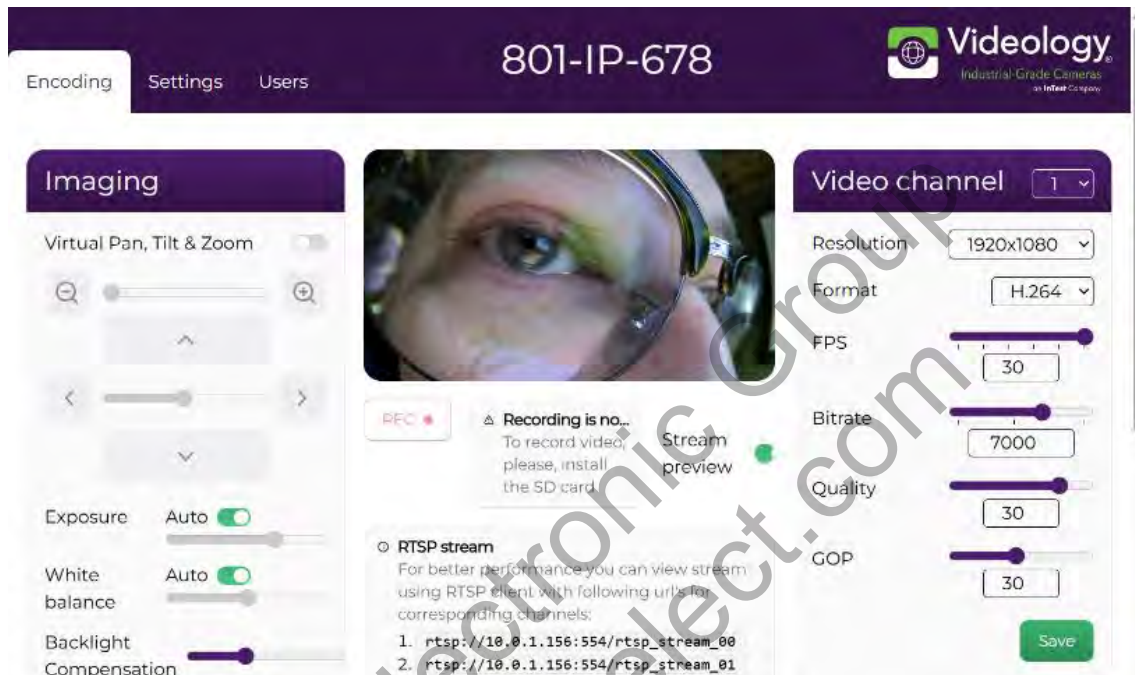 801-IP-678
Videology®
Industrial-Grade Cameras
an inTest Company
Encoding Settings Users
Imaging
Virtual Pan, Tilt & Zoom
Exposure Auto
White balance Auto
Backlight
Compensation
REC
Recording is no...
To record video,
please, install
the SD card
Stream
preview
RTSP stream
For better performance you can view stream
using RTSP client with following url's for
corresponding channels:
1. rtsp://10.0.1.156:554/rtsp_stream_00
2. rtsp://10.0.1.156:554/rtsp_stream_01
Video channel 1
Resolution 1920x1080
Format H.264
FPS
30
Bitrate
7000
Quality
30
GOP
30
Save